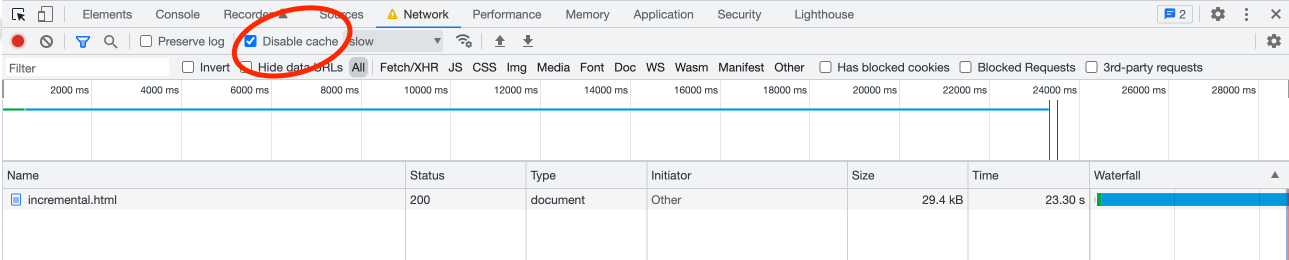 Elements Console Recorder Sources Network Performance Memory Application Security Lighthouse 2
Preserve log Disable cache slow
Filter Invert Hide data URLs All Fetch/XHR JS CSS Img Media Font Doc WS Wasm Manifest Other Has blocked cookies Blocked Requests 3rd-party requests
2000 ms 4000 ms 6000 ms 8000 ms 10000 ms 12000 ms 14000 ms 16000 ms 18000 ms 20000 ms 22000 ms 24000 ms 26000 ms 28000 ms
Name Status Type Initiator Size Time Waterfall
incremental.html 200 document Other 29.4 kB 23.30 s